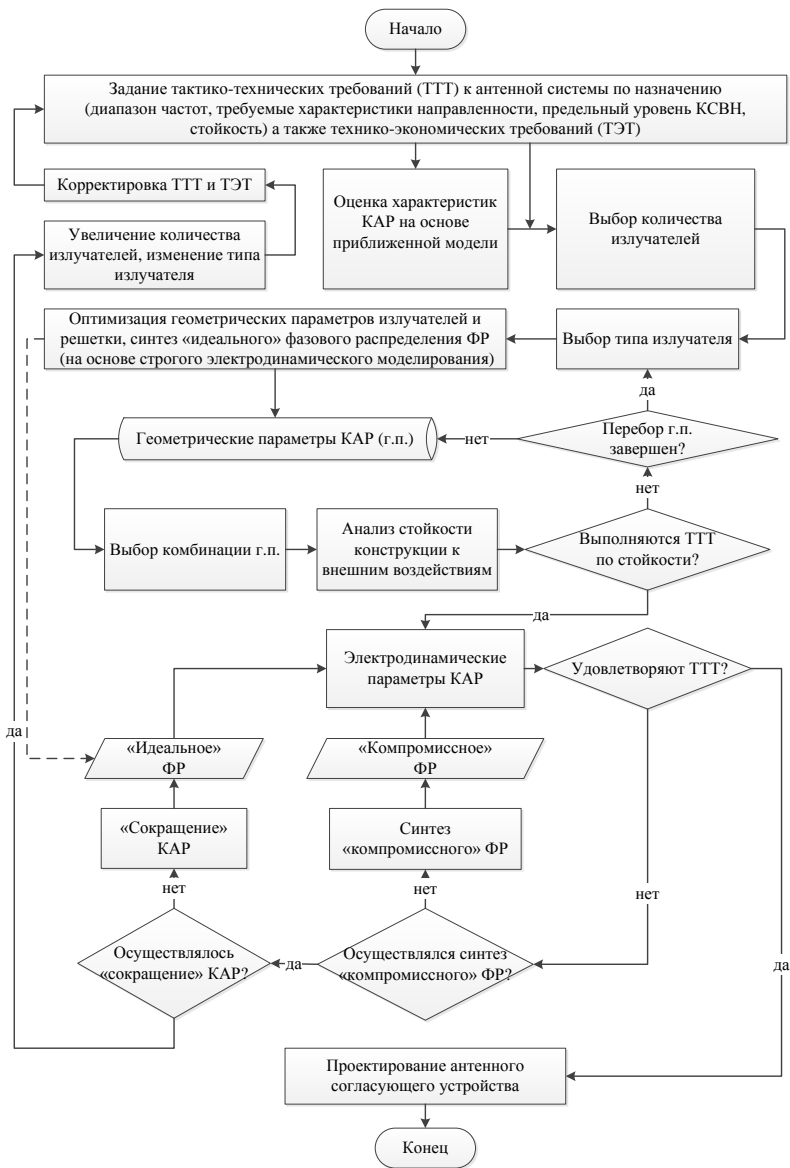 Начало
Задание тактико-технических требований (ТТТ) к антенной системы по назначению
(диапазон частот, требуемые характеристики направленности, предельный уровень КСВН,
стойкость) а также технико-экономических требований (ТЭТ)
Корректировка ТТТ и ТЭТ
Оценка характеристик
КАР на основе
приближенной модели
Выбор количества
излучателей
Увеличение количества
излучателей, изменение типа
излучателя
Оптимизация геометрических параметров излучателей и
решетки, синтез «идеального» фазового распределения ФР
(на основе строгого электродинамического моделирования)
Выбор типа излучателя
да
Геометрические параметры КАР (г.п.)
нет
Перебор г.п.
завершен?
нет
Выбор комбинации г.п.
Анализ стойкости
конструкции к
внешним воздействиям
Выполняются ТТТ
по стойкости?
да
Электродинамические
параметры КАР
Удовлетворяют ТТТ?
да
«Идеальное»
ФР
«Компромиссное»
ФР
«Сокращение»
КАР
Синтез
«компромиссного» ФР
нет
нет
нет
Осуществлялось
«сокращение» КАР?
да
Осуществлялся синтез
«компромиссного» ФР?
да
Проектирование антенного
согласующего устройства
Конец